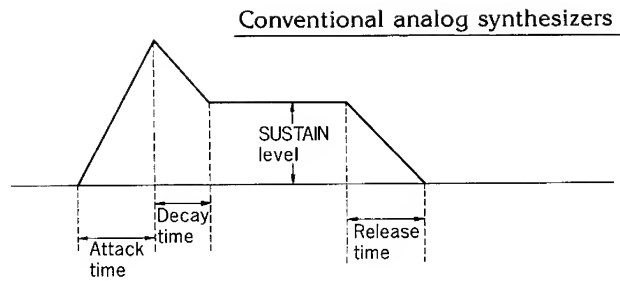 Conventional analog synthesizers
SUSTAIN
level
Decay
time
Attack
time
Release
time